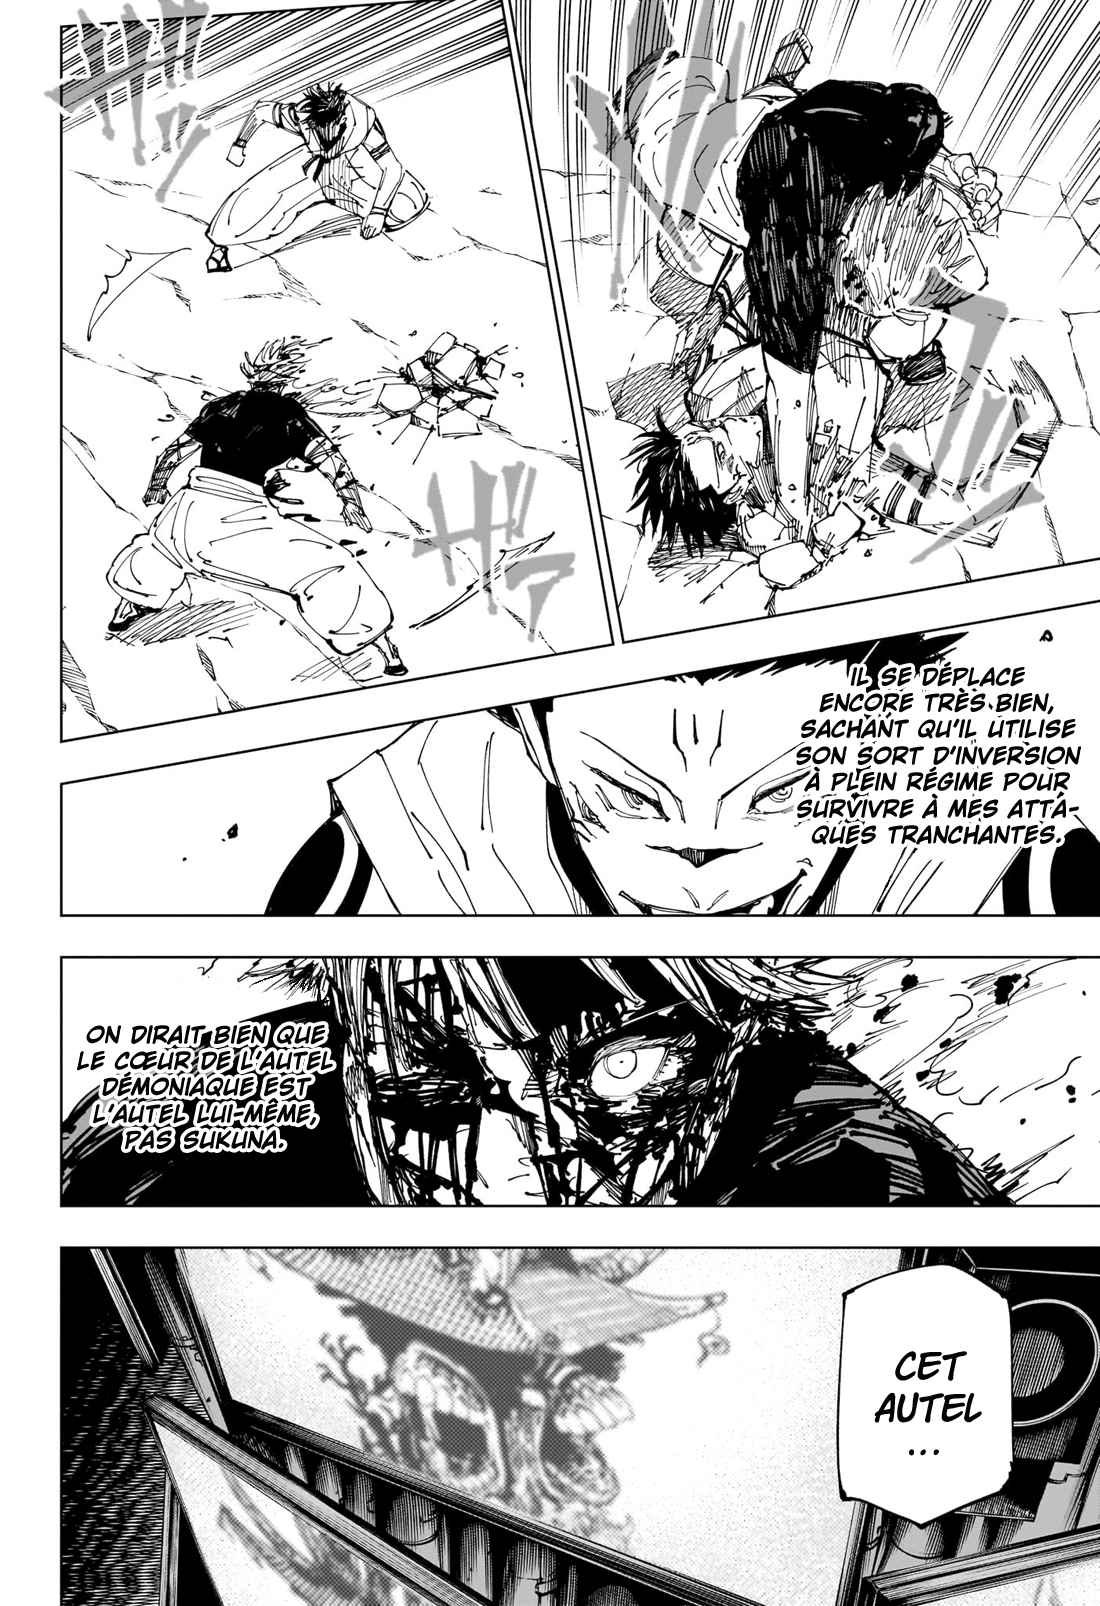 IL SE DÉPLACE
ENCORE TRÈS BIEN,
SACHANT QU'IL UTILISE
SON SORT D'INVERSION
À PLEIN RÉGIME POUR
SURVIVRE À MES ATTA-
QUES TRANCHANTES.
ON DIRAIT BIEN QUE
LE CŒUR DE L'AUTEL
DÉMONIAQUE EST
L'AUTEL LUI-MÊME,
PAS SUKUNA.
CET
AUTEL
...